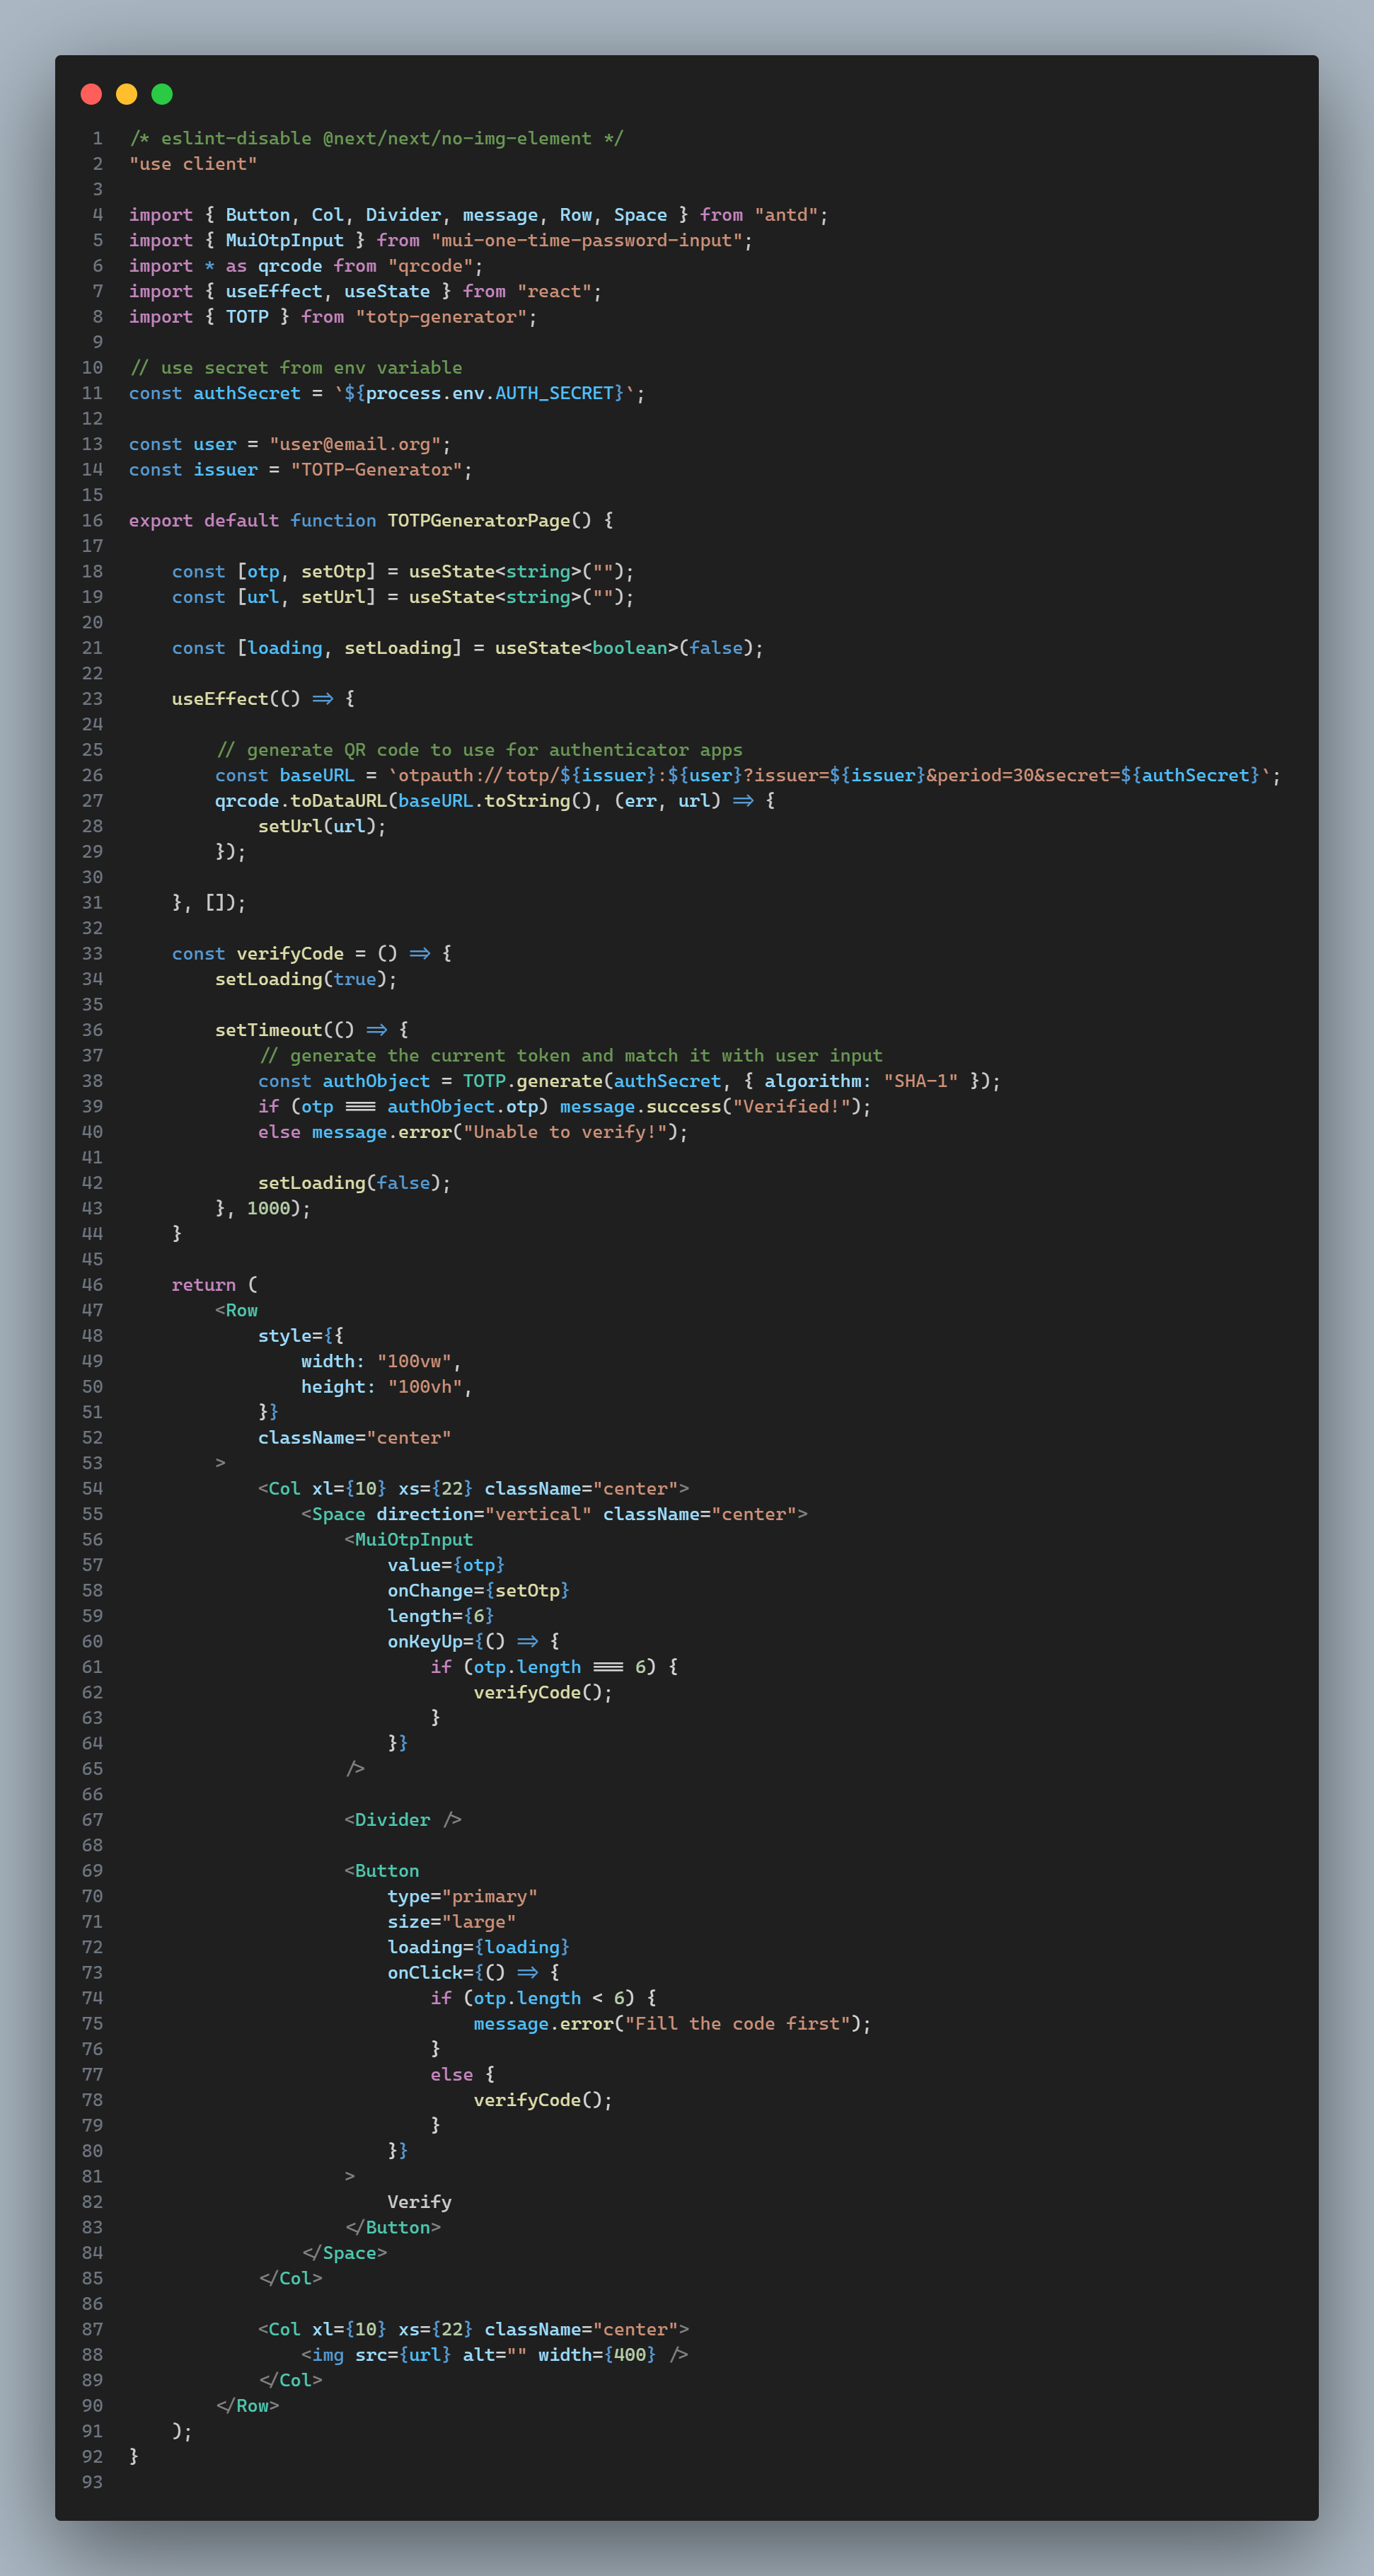 1 /* eslint-disable @next/next/no-img-element */
2 "use client"
3
4 import { Button, Col, Divider, message, Row, Space } from "antd";
5 import { MuiOtpInput } from "mui-one-time-password-input";
6 import * as qrcode from "qrcode";
7 import { useEffect, useState } from "react";
8 import { TOTP } from "totp-generator";
9
10 // use secret from env variable
11 const authSecret = `${process.env.AUTH_SECRET}`;
12
13 const user = "user@email.org";
14 const issuer = "TOTP-Generator";
15
16 export default function TOTPGeneratorPage() {
17
18     const [otp, setOtp] = useState<string>("");
19     const [url, setUrl] = useState<string>("");
20
21     const [loading, setLoading] = useState<boolean>(false);
22
23     useEffect(() => {
24
25         // generate QR code to use for authenticator apps
26         const baseURL = `otpauth://totp/${issuer}:${user}?issuer=${issuer}&period=30&secret=${authSecret}`;
27         qrcode.toDataURL(baseURL.toString(), (err, url) => {
28             setUrl(url);
29         });
30
31     }, []);
32
33     const verifyCode = () => {
34         setLoading(true);
35
36         setTimeout(() => {
37             // generate the current token and match it with user input
38             const authObject = TOTP.generate(authSecret, { algorithm: "SHA-1" });
39             if (otp === authObject.otp) message.success("Verified!");
40             else message.error("Unable to verify!");
41
42             setLoading(false);
43         }, 1000);
44     }
45
46     return (
47         <Row
48             style={{
49                 width: "100vw",
50                 height: "100vh",
51             }}
52             className="center"
53         >
54             <Col xl={10} xs={22} className="center">
55                 <Space direction="vertical" className="center">
56                     <MuiOtpInput
57                         value={otp}
58                         onChange={setOtp}
59                         length={6}
60                         onKeyUp={() => {
61                             if (otp.length === 6) {
62                                 verifyCode();
63                             }
64                         }}
65                     />
66
67                     <Divider />
68
69                     <Button
70                         type="primary"
71                         size="large"
72                         loading={loading}
73                         onClick={() => {
74                             if (otp.length < 6) {
75                                 message.error("Fill the code first");
76                             }
77                             else {
78                                 verifyCode();
79                             }
80                         }}
81                     >
82                         Verify
83                     </Button>
84                 </Space>
85             </Col>
86
87             <Col xl={10} xs={22} className="center">
88                 <img src={url} alt="" width={400} />
89             </Col>
90         </Row>
91     );
92 }
93